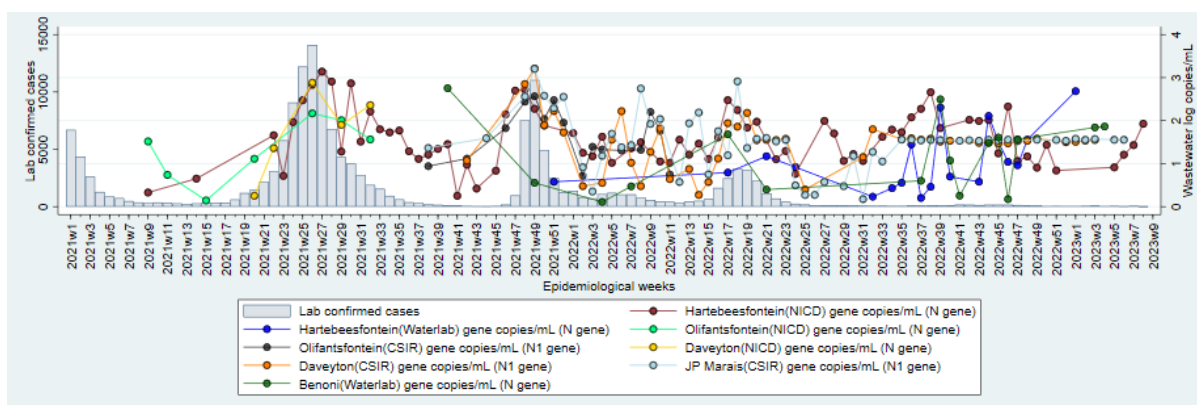 15000
10000
5000
0
Lab confirmed cases
4
3
2
1
0
Wastewater log copies/mL
2021w1
2021w3
2021w5
2021w7
2021w9
2021w11
2021w13
2021w15
2021w17
2021w19
2021w21
2021w23
2021w25
2021w27
2021w29
2021w31
2021w33
2021w35
2021w37
2021w39
2021w41
2021w43
2021w45
2021w47
2021w49
2021w51
2022w1
2022w3
2022w5
2022w7
2022w9
2022w11
2022w13
2022w15
2022w17
2022w19
2022w21
2022w23
2022w25
2022w27
2022w29
2022w31
2022w33
2022w35
2022w37
2022w39
2022w41
2022w43
2022w45
2022w47
2022w49
2022w51
2023w1
2023w3
2023w5
2023w7
2023w9
Epidemiological weeks
Lab confirmed cases
Hartebeesfontein(NICD) gene copies/mL (N gene)
Hartebeesfontein(Waterlab) gene copies/mL (N gene)
Olifantsfontein(NICD) gene copies/mL (N gene)
Olifantsfontein(CSIR) gene copies/mL (N1 gene)
Daveyton(NICD) gene copies/mL (N gene)
Daveyton(CSIR) gene copies/mL (N1 gene)
JP Marais(CSIR) gene copies/mL (N1 gene)
Benoni(Waterlab) gene copies/mL (N gene)